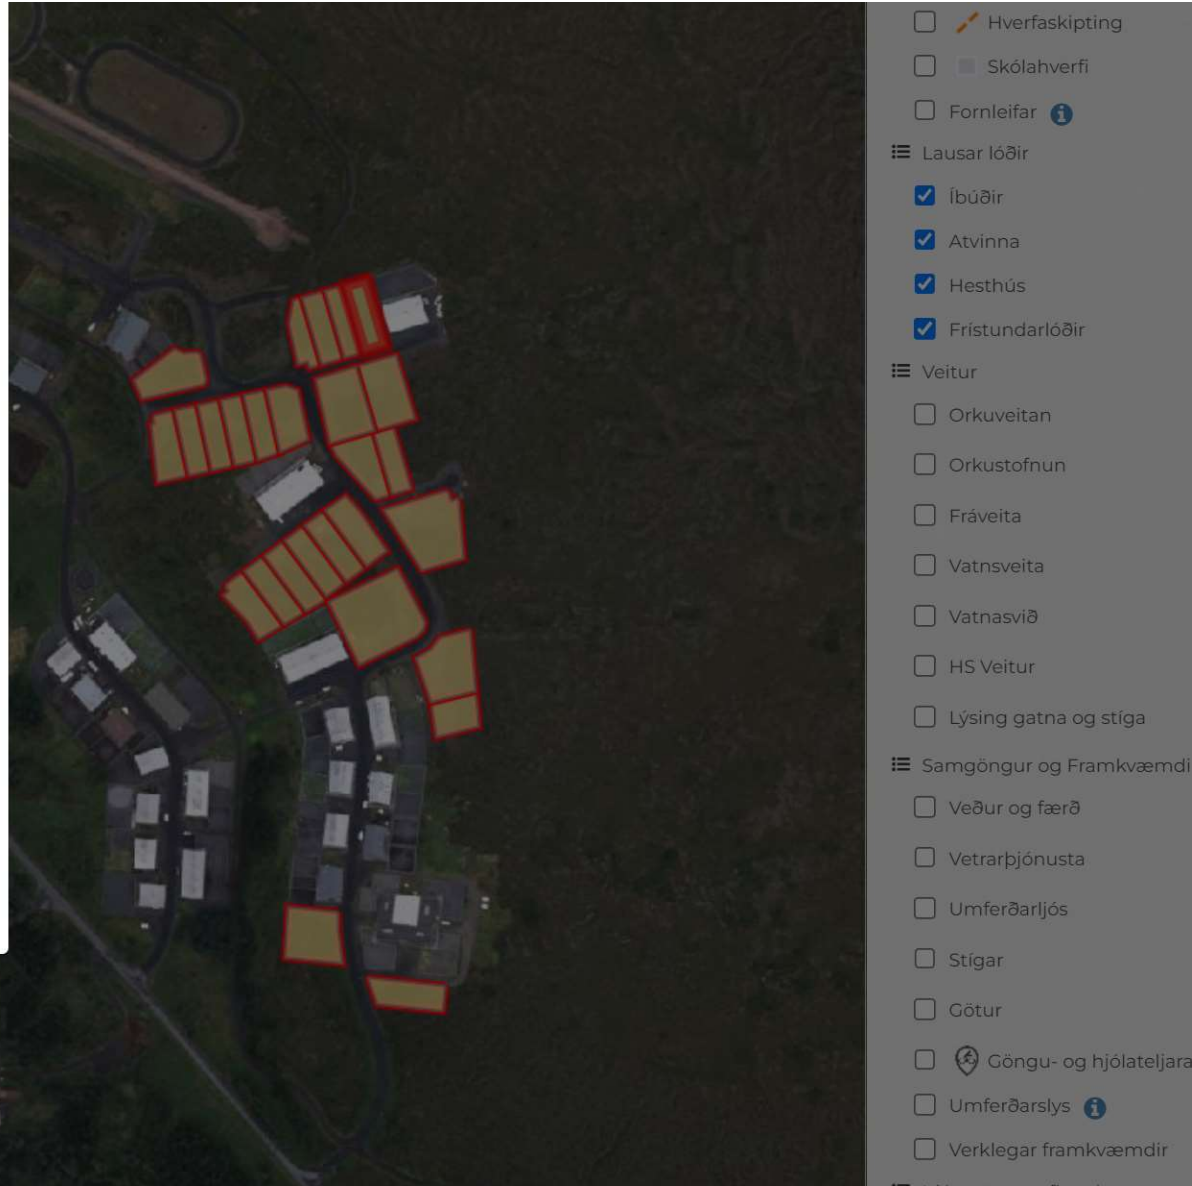 Hverfaskipting
Skólahverfi
Fornleifar
Lausar lóðir
Íbúðir
Atvinna
Hesthús
Frístundarlóðir
Veitur
Orkuveitan
Orkustofnun
Fráveita
Vatnsveita
Vatnasvið
HS Veitur
Lýsing gatna og stíga
Samgöngur og Framkvæmdi
Veður og færð
Vetrarþjónusta
Umferðarljós
Stígar
Götur
Göngu- og hjólateljara
Umferðarslys
Verklegar framkvæmdir